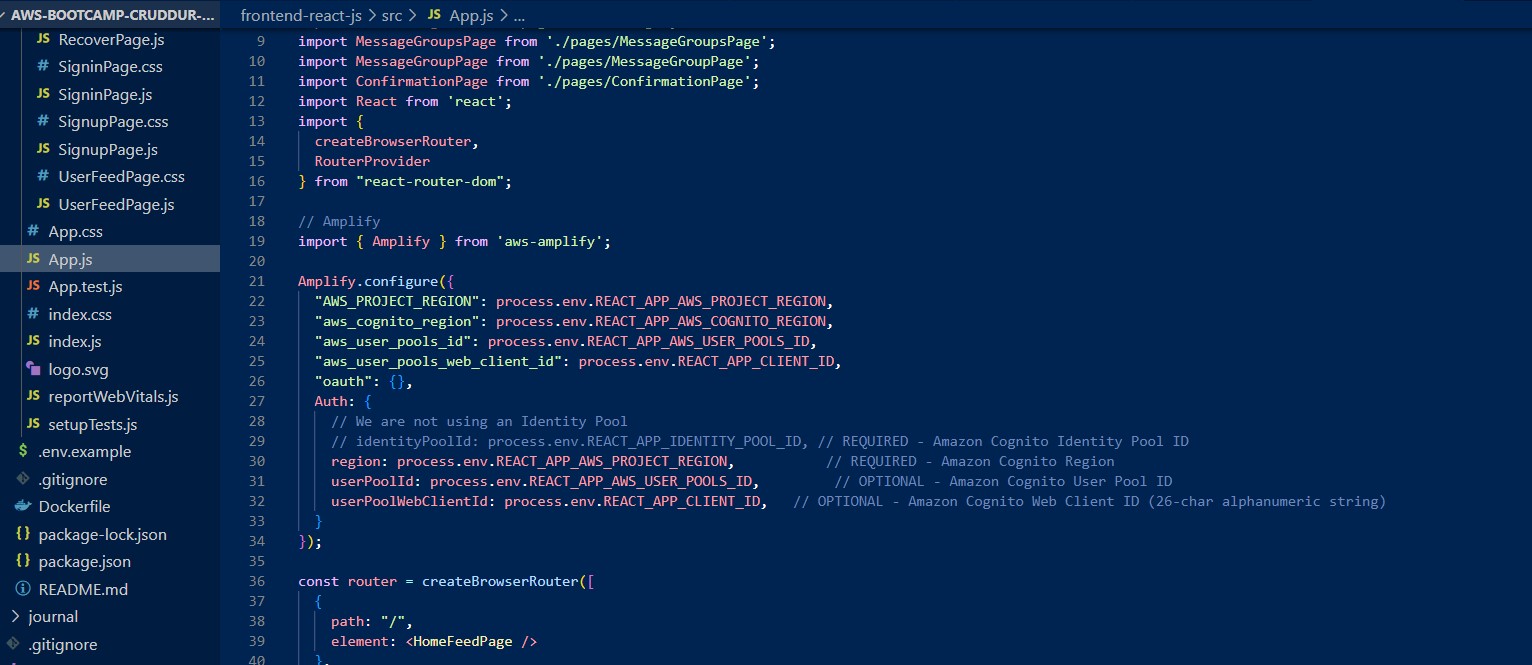 AWS-BOOTCAMP-CRUDDUR-...
RecoverPage.js
SigninPage.css
SigninPage.js
SignupPage.css
SignupPage.js
UserFeedPage.css
UserFeedPage.js
App.css
App.js
App.test.js
index.css
index.js
logo.svg
reportWebVitals.js
setupTests.js
.env.example
.gitignore
Dockerfile
package-lock.json
package.json
README.md
journal
.gitignore
frontend-react-js > src > JS App.js > ...
9 import MessageGroupsPage from './pages/MessageGroupsPage';
10 import MessageGroupPage from './pages/MessageGroupPage';
11 import ConfirmationPage from './pages/ConfirmationPage';
12 import React from 'react';
13 import {
14   createBrowserRouter,
15   RouterProvider
16 } from "react-router-dom";
17
18 // Amplify
19 import { Amplify } from 'aws-amplify';
20
21 Amplify.configure({
22   "AWS_PROJECT_REGION": process.env.REACT_APP_AWS_PROJECT_REGION,
23   "aws_cognito_region": process.env.REACT_APP_AWS_COGNITO_REGION,
24   "aws_user_pools_id": process.env.REACT_APP_AWS_USER_POOLS_ID,
25   "aws_user_pools_web_client_id": process.env.REACT_APP_CLIENT_ID,
26   "oauth": {},
27   Auth: {
28     // We are not using an Identity Pool
29     // identityPoolId: process.env.REACT_APP_IDENTITY_POOL_ID, // REQUIRED - Amazon Cognito Identity Pool ID
30     region: process.env.REACT_APP_AWS_PROJECT_REGION,           // REQUIRED - Amazon Cognito Region
31     userPoolId: process.env.REACT_APP_AWS_USER_POOLS_ID,         // OPTIONAL - Amazon Cognito User Pool ID
32     userPoolWebClientId: process.env.REACT_APP_CLIENT_ID,   // OPTIONAL - Amazon Cognito Web Client ID (26-char alphanumeric string)
33   }
34 });
35
36 const router = createBrowserRouter([
37   {
38     path: "/",
39     element: <HomeFeedPage />
40   },